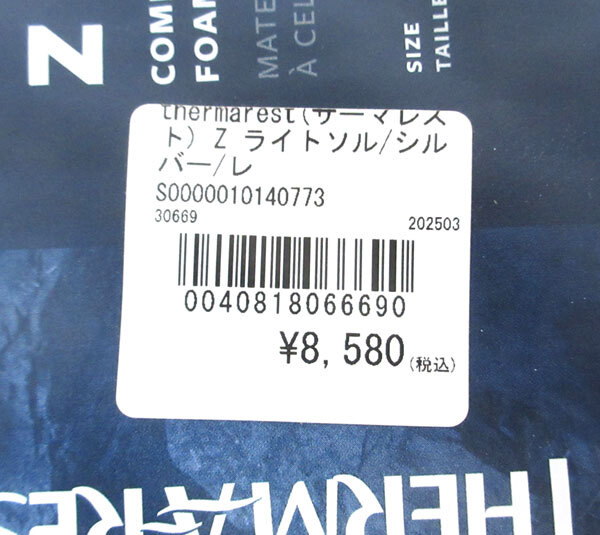 Z
COM
FOAM
MATE
À CEL
SIZE
TAILLE
thermarest(サーマレス
ト) Z ライトソル/シル
バー/レ
S0000010140773
30669
202503
0040818066690
¥8,580(税込)
THERMARES